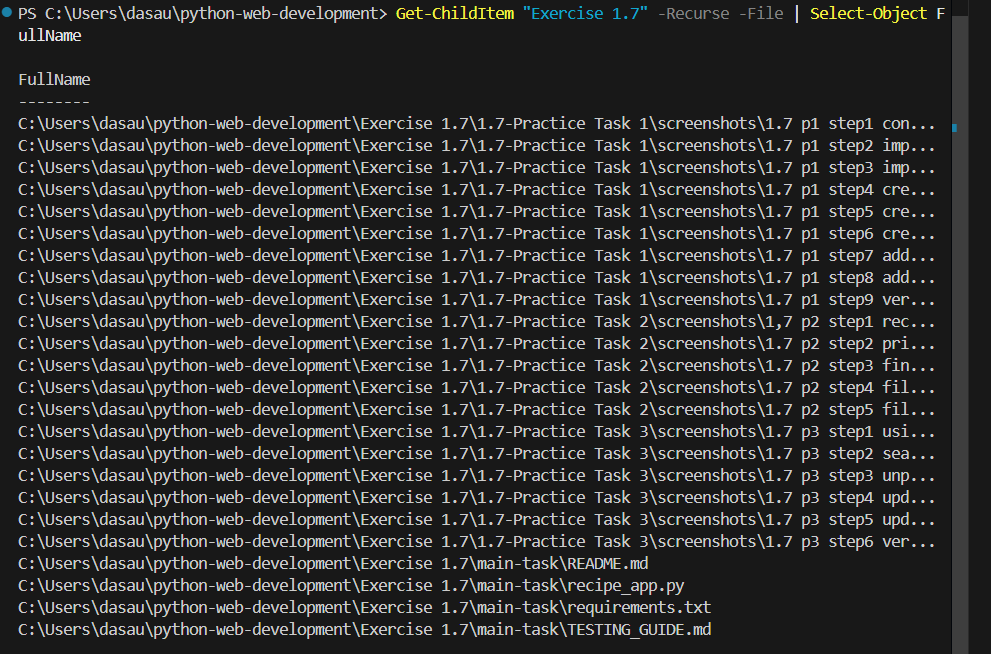 PS C:\Users\dasau\python-web-development> Get-ChildItem "Exercise 1.7" -Recurse -File | Select-Object F
ullName
FullName
--------
C:\Users\dasau\python-web-development\Exercise 1.7\1.7-Practice Task 1\screenshots\1.7 p1 step1 con...
C:\Users\dasau\python-web-development\Exercise 1.7\1.7-Practice Task 1\screenshots\1.7 p1 step2 imp...
C:\Users\dasau\python-web-development\Exercise 1.7\1.7-Practice Task 1\screenshots\1.7 p1 step3 imp...
C:\Users\dasau\python-web-development\Exercise 1.7\1.7-Practice Task 1\screenshots\1.7 p1 step4 cre...
C:\Users\dasau\python-web-development\Exercise 1.7\1.7-Practice Task 1\screenshots\1.7 p1 step5 cre...
C:\Users\dasau\python-web-development\Exercise 1.7\1.7-Practice Task 1\screenshots\1.7 p1 step6 cre...
C:\Users\dasau\python-web-development\Exercise 1.7\1.7-Practice Task 1\screenshots\1.7 p1 step7 add...
C:\Users\dasau\python-web-development\Exercise 1.7\1.7-Practice Task 1\screenshots\1.7 p1 step8 add...
C:\Users\dasau\python-web-development\Exercise 1.7\1.7-Practice Task 1\screenshots\1.7 p1 step9 ver...
C:\Users\dasau\python-web-development\Exercise 1.7\1.7-Practice Task 2\screenshots\1,7 p2 step1 rec...
C:\Users\dasau\python-web-development\Exercise 1.7\1.7-Practice Task 2\screenshots\1.7 p2 step2 pri...
C:\Users\dasau\python-web-development\Exercise 1.7\1.7-Practice Task 2\screenshots\1.7 p2 step3 fin...
C:\Users\dasau\python-web-development\Exercise 1.7\1.7-Practice Task 2\screenshots\1.7 p2 step4 fil...
C:\Users\dasau\python-web-development\Exercise 1.7\1.7-Practice Task 2\screenshots\1.7 p2 step5 fil...
C:\Users\dasau\python-web-development\Exercise 1.7\1.7-Practice Task 3\screenshots\1.7 p3 step1 usi...
C:\Users\dasau\python-web-development\Exercise 1.7\1.7-Practice Task 3\screenshots\1.7 p3 step2 sea...
C:\Users\dasau\python-web-development\Exercise 1.7\1.7-Practice Task 3\screenshots\1.7 p3 step3 unp...
C:\Users\dasau\python-web-development\Exercise 1.7\1.7-Practice Task 3\screenshots\1.7 p3 step4 upd...
C:\Users\dasau\python-web-development\Exercise 1.7\1.7-Practice Task 3\screenshots\1.7 p3 step5 upd...
C:\Users\dasau\python-web-development\Exercise 1.7\1.7-Practice Task 3\screenshots\1.7 p3 step6 ver...
C:\Users\dasau\python-web-development\Exercise 1.7\main-task\README.md
C:\Users\dasau\python-web-development\Exercise 1.7\main-task\recipe_app.py
C:\Users\dasau\python-web-development\Exercise 1.7\main-task\requirements.txt
C:\Users\dasau\python-web-development\Exercise 1.7\main-task\TESTING_GUIDE.md